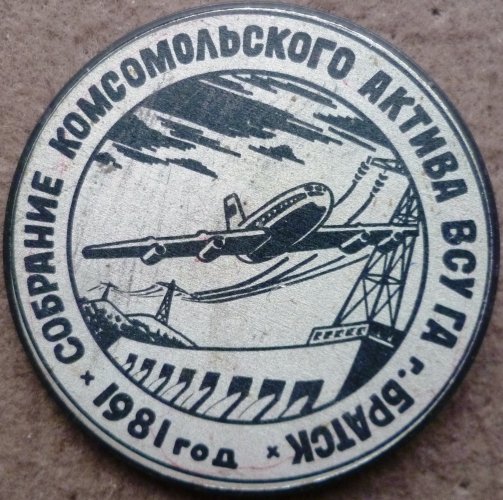 СОБРАНИЕ КОМСОМОЛЬСКОГО АКТИВА ВСУ ГА г. БРАТСК
× 1981 год ×